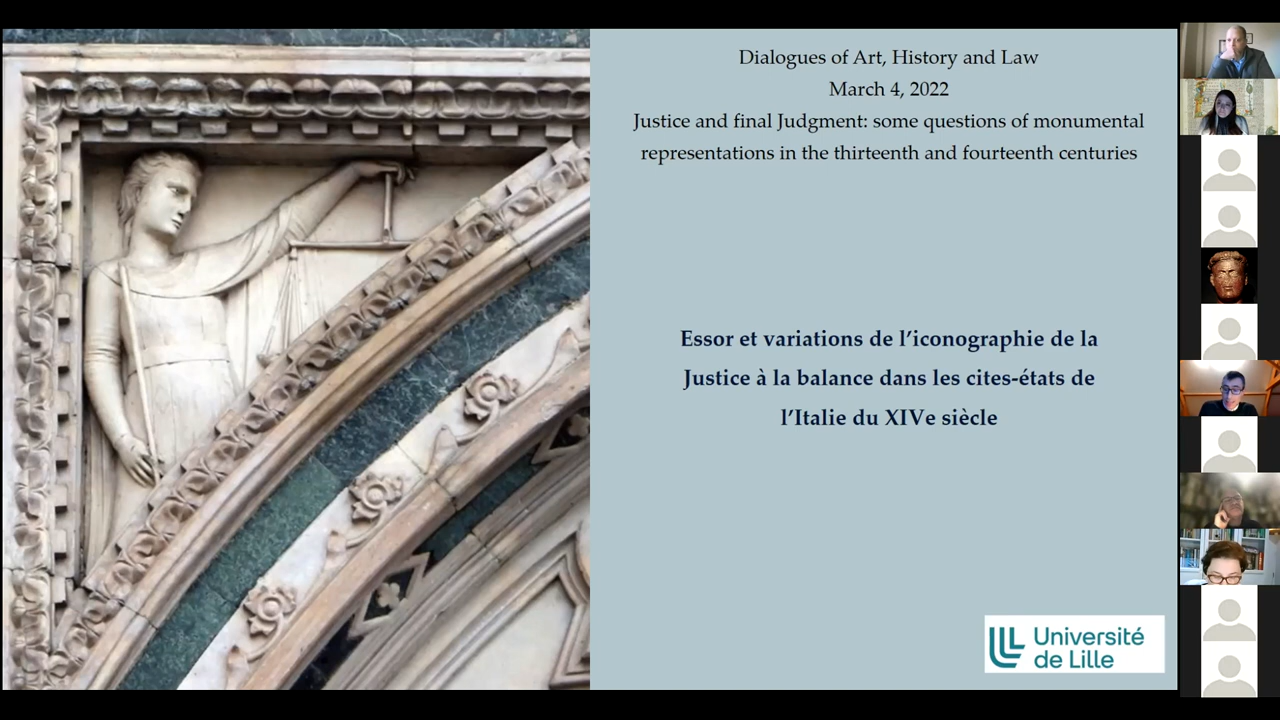 Dialogues of Art, History and Law
March 4, 2022
Justice and final Judgment: some questions of monumental
representations in the thirteenth and fourteenth centuries
Essor et variations de l’iconographie de la
Justice à la balance dans les cites-états de
l’Italie du XIVe siècle
Université
de Lille